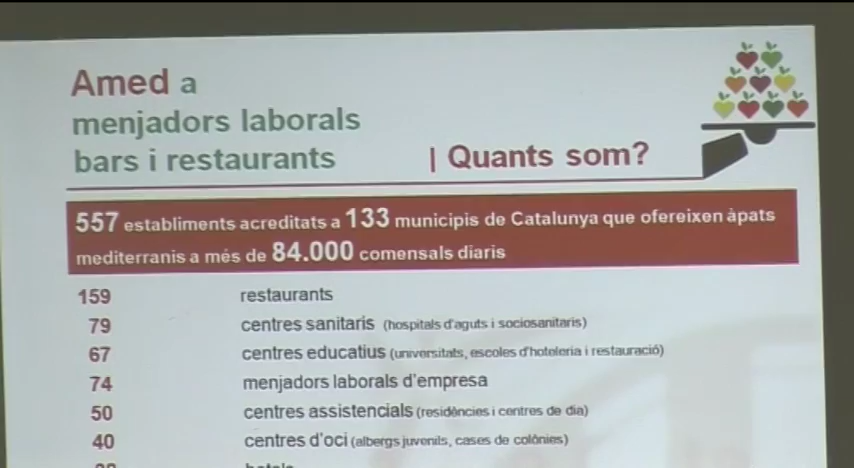 Amed a
menjadors laborals
bars i restaurants | Quants som?
557 establiments acreditats a 133 municipis de Catalunya que ofereixen àpats
mediterranis a més de 84.000 comensals diaris
159 restaurants
79 centres sanitaris (hospitals d'aguts i sociosanitaris)
67 centres educatius (universitats, escoles d'hoteleria i restauració)
74 menjadors laborals d'empresa
50 centres assistencials (residències i centres de dia)
40 centres d'oci (albergs juvenils, cases de colònies)
hotels